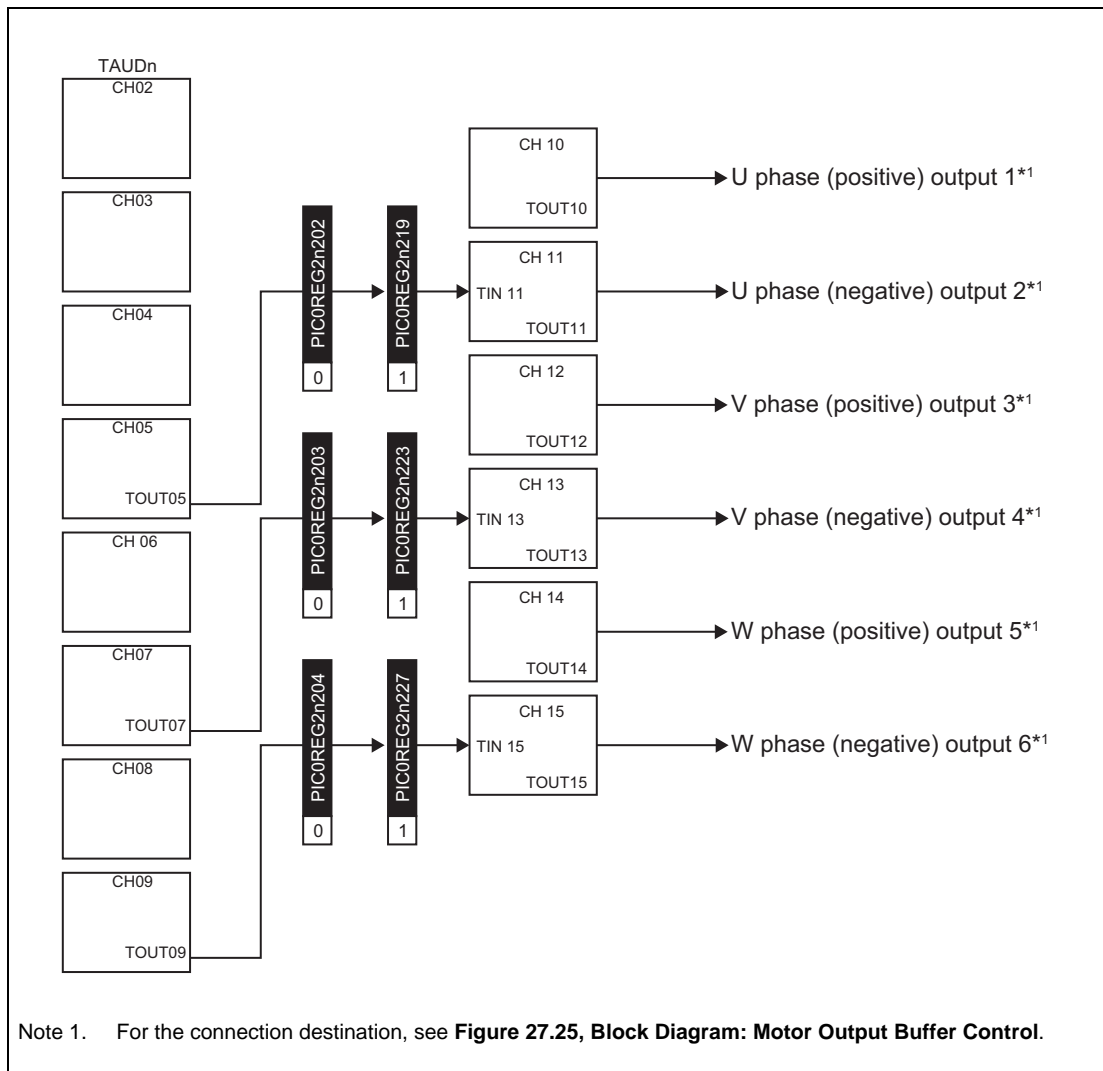 TAUDn
CH02
CH03
CH04
CH05
TOUT05
CH 06
CH07
TOUT07
CH08
CH09
TOUT09
PIC0REG2n202
0
PIC0REG2n219
1
PIC0REG2n203
0
PIC0REG2n223
1
PIC0REG2n204
0
PIC0REG2n227
1
CH 10
TOUT10
U phase (positive) output 1*1
CH 11
TIN 11
TOUT11
U phase (negative) output 2*1
CH 12
TOUT12
V phase (positive) output 3*1
CH 13
TIN 13
TOUT13
V phase (negative) output 4*1
CH 14
TOUT14
W phase (positive) output 5*1
CH 15
TIN 15
TOUT15
W phase (negative) output 6*1
Note 1. For the connection destination, see Figure 27.25, Block Diagram: Motor Output Buffer Control.